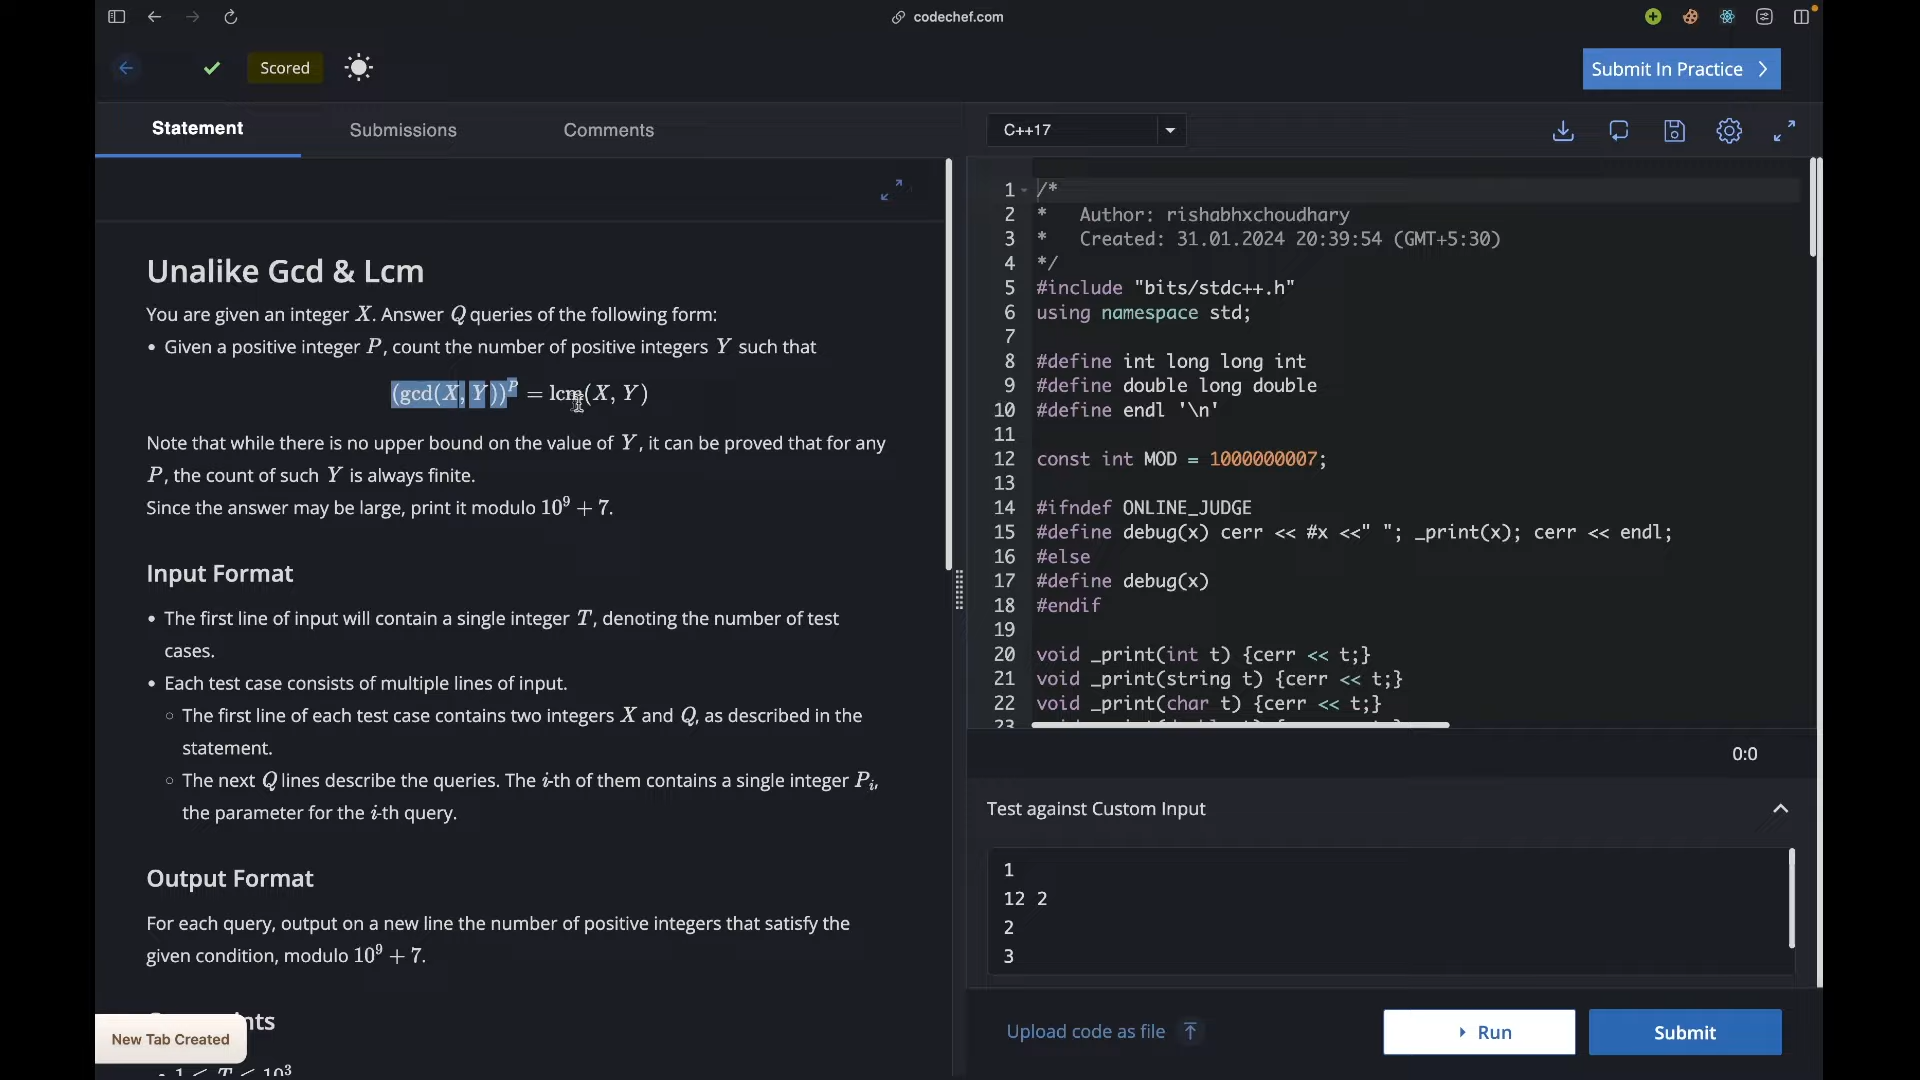 codechef.com
Scored
Submit In Practice
Statement
Submissions
Comments
C++17
Unalike Gcd & Lcm
You are given an integer X. Answer Q queries of the following form:
• Given a positive integer P, count the number of positive integers Y such that
(gcd(X, Y))^P = lcm(X, Y)
Note that while there is no upper bound on the value of Y, it can be proved that for any
P, the count of such Y is always finite.
Since the answer may be large, print it modulo 10^9 + 7.
Input Format
• The first line of input will contain a single integer T, denoting the number of test
cases.
• Each test case consists of multiple lines of input.
◦ The first line of each test case contains two integers X and Q, as described in the
statement.
◦ The next Q lines describe the queries. The i-th of them contains a single integer P_i,
the parameter for the i-th query.
Output Format
For each query, output on a new line the number of positive integers that satisfy the
given condition, modulo 10^9 + 7.
nts
New Tab Created
• 1 ≤ T ≤ 10^3
1 /*
2 * Author: rishabhxchoudhary
3 * Created: 31.01.2024 20:39:54 (GMT+5:30)
4 */
5 #include "bits/stdc++.h"
6 using namespace std;
7
8 #define int long long int
9 #define double long double
10 #define endl '\n'
11
12 const int MOD = 1000000007;
13
14 #ifndef ONLINE_JUDGE
15 #define debug(x) cerr << #x <<" "; _print(x); cerr << endl;
16 #else
17 #define debug(x)
18 #endif
19
20 void _print(int t) {cerr << t;}
21 void _print(string t) {cerr << t;}
22 void _print(char t) {cerr << t;}
23
0:0
Test against Custom Input
1
12 2
2
3
Upload code as file
Run
Submit